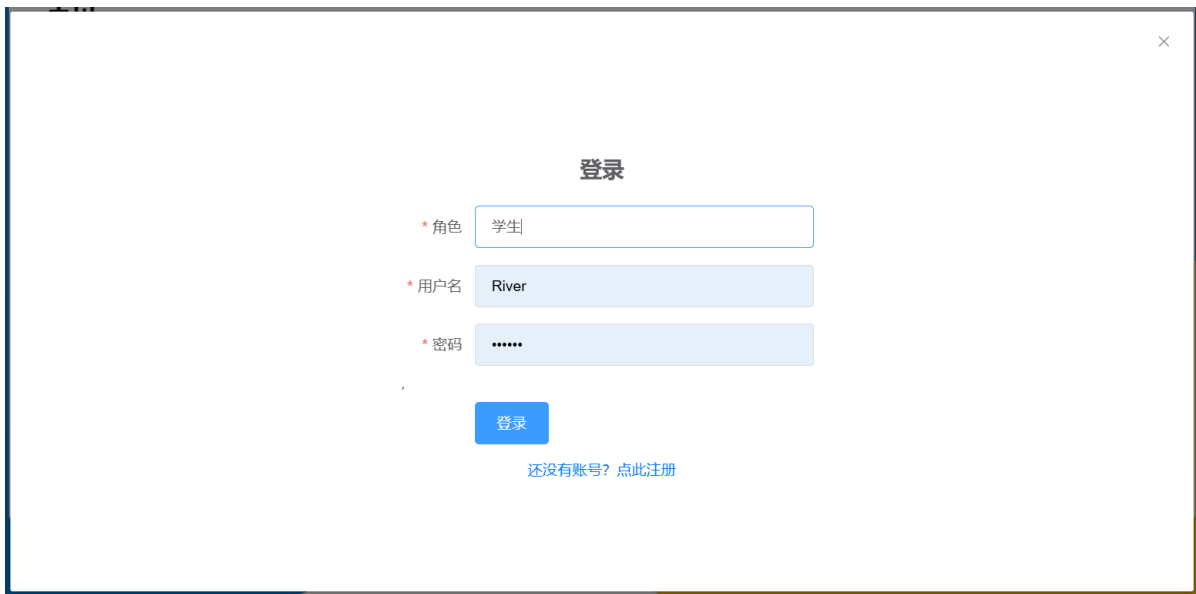 登录
* 角色 学生
* 用户名 River
* 密码 ••••••
,
登录
还没有账号？点此注册